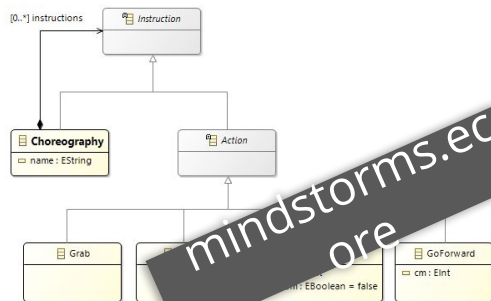 [0..*] instructions
Instruction
Choreography
name : EString
Action
mindstorms.ec
ore
Grab
GoForward
cm : EInt
EBoolean = false